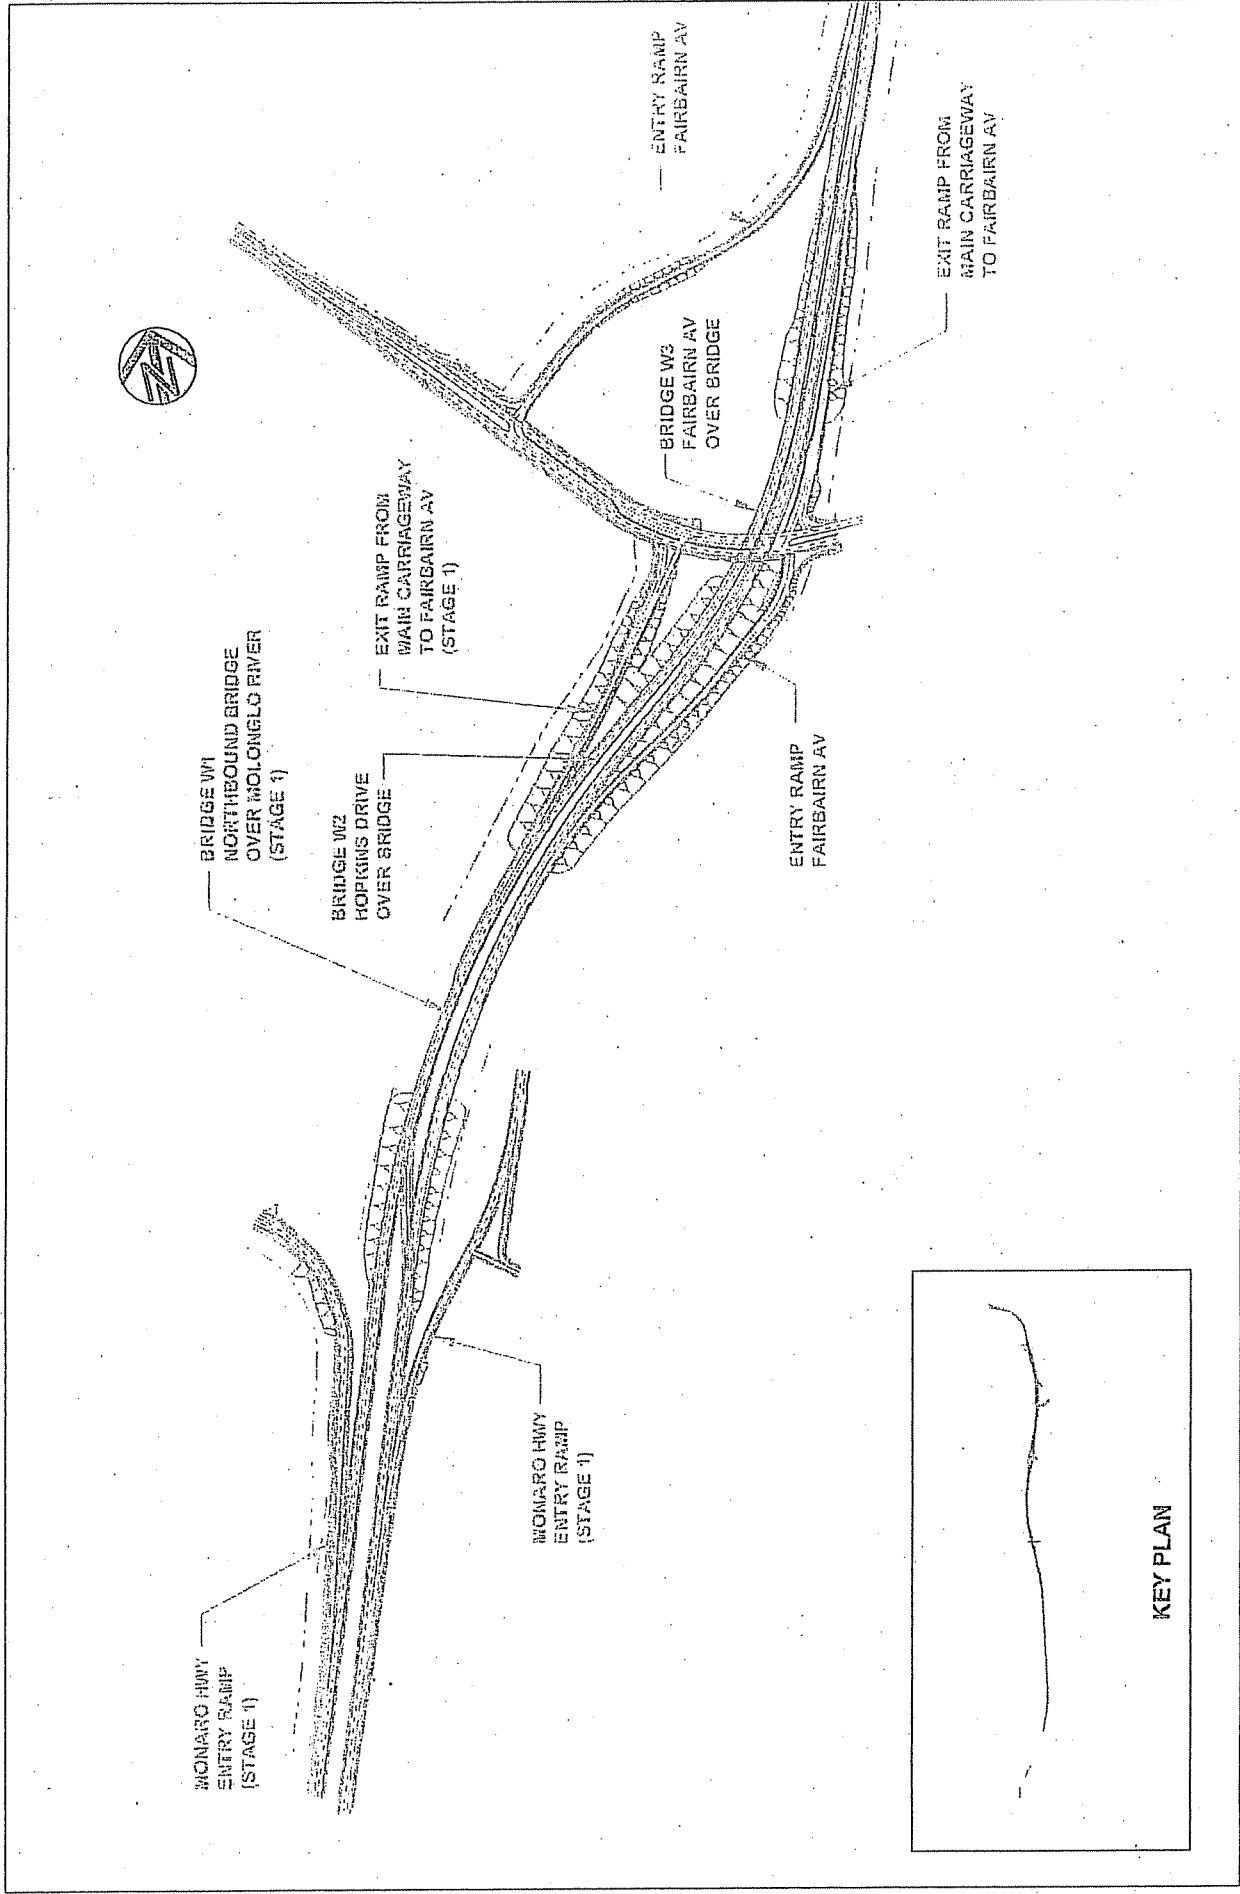 MONARO HWY
ENTRY RAMP
(STAGE 1)
BRIDGE W1
NORTHBOUND BRIDGE
OVER MOLONGLO RIVER
(STAGE 1)
BRIDGE W2
HOPKINS DRIVE
OVER BRIDGE
EXIT RAMP FROM
MAIN CARRIAGEWAY
TO FAIRBAIRN AV
(STAGE 1)
N
MONARO HWY
ENTRY RAMP
(STAGE 1)
ENTRY RAMP
FAIRBAIRN AV
BRIDGE W3
FAIRBAIRN AV
OVER BRIDGE
ENTRY RAMP
FAIRBAIRN AV
EXIT RAMP FROM
MAIN CARRIAGEWAY
TO FAIRBAIRN AV
KEY PLAN